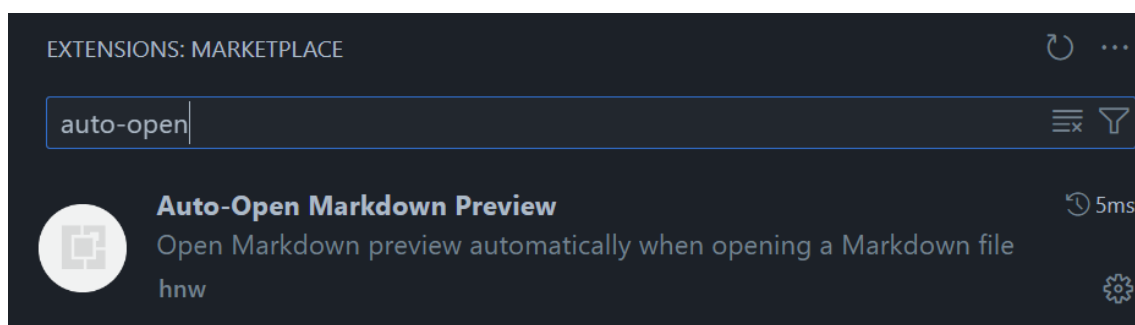 EXTENSIONS: MARKETPLACE
auto-open
Auto-Open Markdown Preview
5ms
Open Markdown preview automatically when opening a Markdown file
hnw